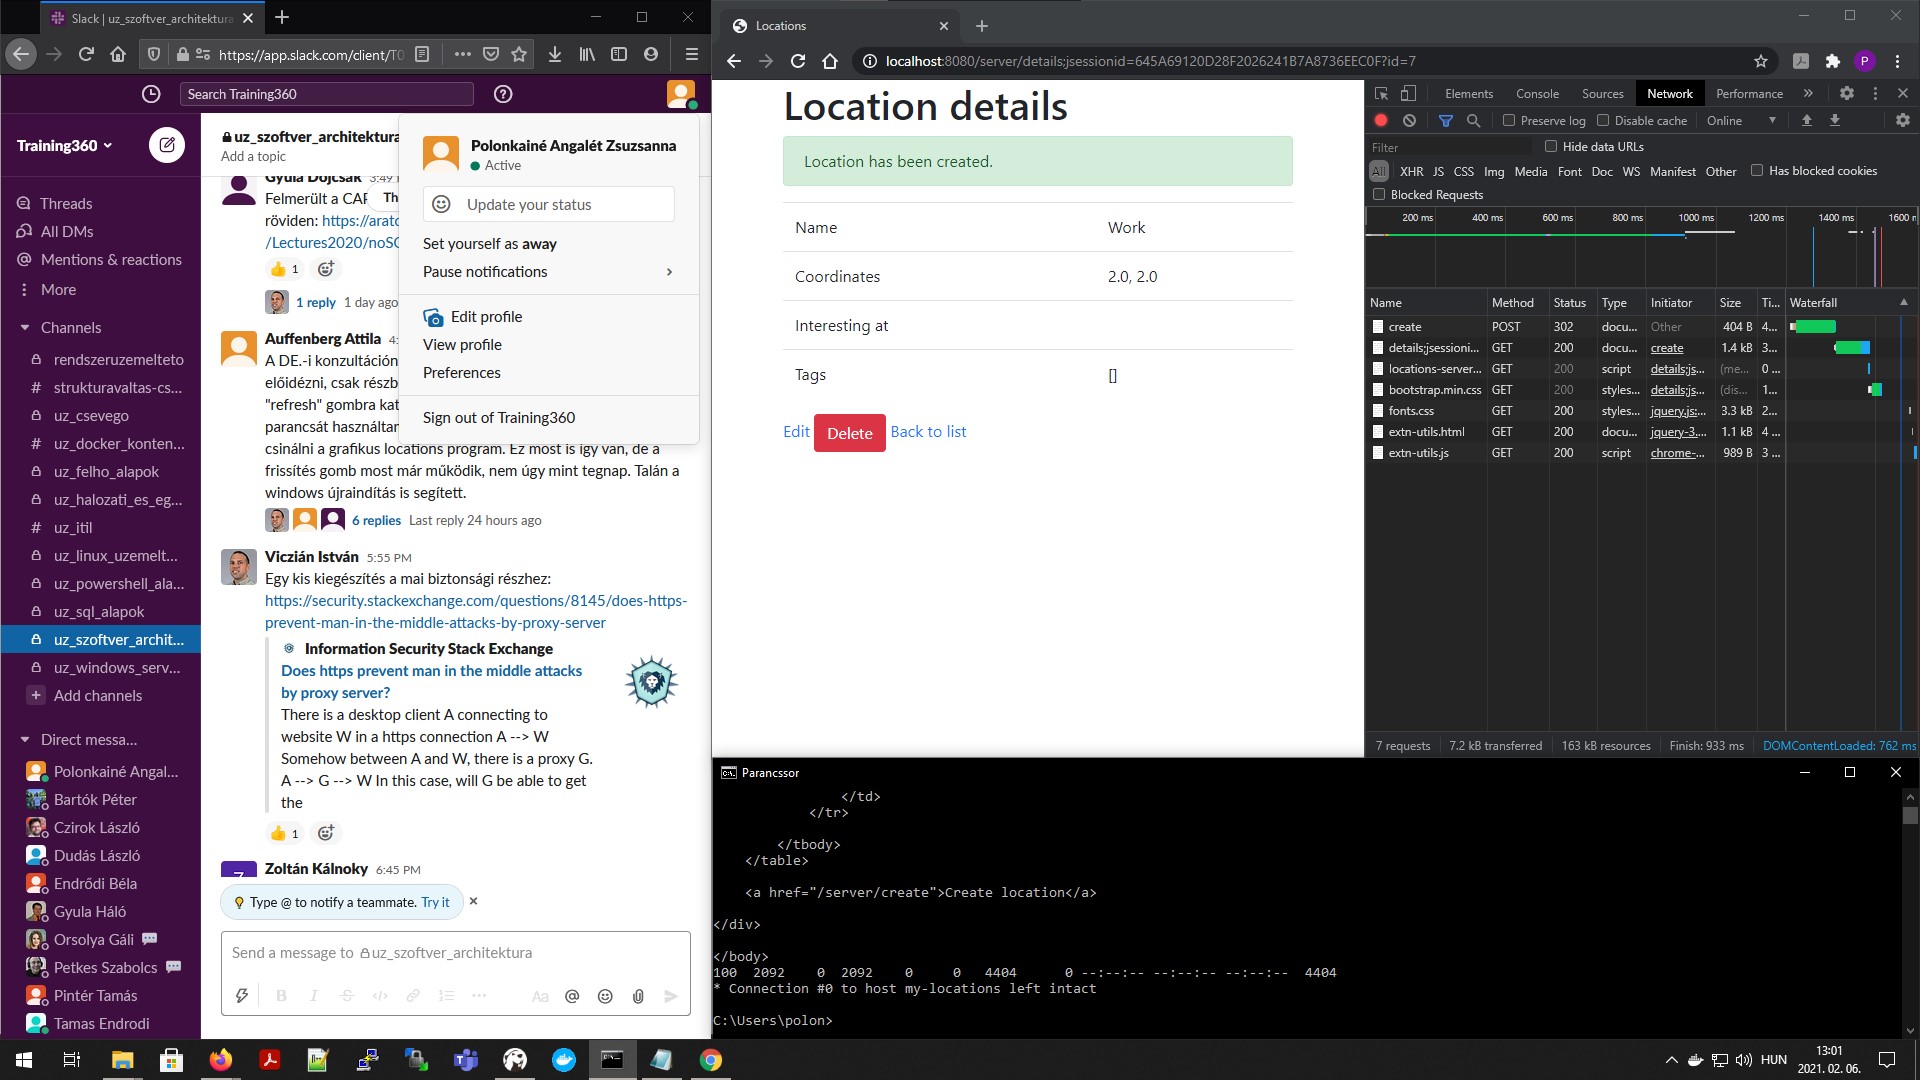 Slack | uz_szoftver_architektura
https://app.slack.com/client/T0
Search Training360
Training360
Threads
All DMs
Mentions & reactions
More
Channels
rendszeruzemelteto
strukturavaltas-cs...
uz_csevego
uz_docker_konten...
uz_felho_alapok
uz_halozati_es_eg...
uz_itil
uz_linux_uzemelt...
uz_powershell_ala...
uz_sql_alapok
uz_szoftver_archit...
uz_windows_serv...
Add channels
Direct messa...
Polonkainé Angal...
Bartók Péter
Czirok László
Dudás László
Endrődi Béla
Gyula Háló
Orsolya Gáli
Petkes Szabolcs
Pintér Tamás
Tamas Endrodi
uz_szoftver_architektura
Add a topic
Gyula Dojcsák 3:49
Felmerült a CAP
Th
röviden: https://arato
/Lectures2020/noSQ
1
1 reply 1 day ago
Auffenberg Attila 4:
A DE.-i konzultáción
előidézni, csak részb
"refresh" gombra kat
parancsát használtam
csinálni a grafikus locations program. Ez most is így van, de a
frissítés gomb most már működik, nem úgy mint tegnap. Talán a
windows újraindítás is segített.
6 replies Last reply 24 hours ago
Viczián István 5:55 PM
Egy kis kiegészítés a mai biztonsági részhez:
https://security.stackexchange.com/questions/8145/does-https-
prevent-man-in-the-middle-attacks-by-proxy-server
Information Security Stack Exchange
Does https prevent man in the middle attacks
by proxy server?
There is a desktop client A connecting to
website W in a https connection A --> W
Somehow between A and W, there is a proxy G.
A --> G --> W In this case, will G be able to get
the
1
Zoltán Kálnoky 6:45 PM
Type @ to notify a teammate. Try it
Send a message to uz_szoftver_architektura
Polonkainé Angalét Zsuzsanna
Active
Update your status
Set yourself as away
Pause notifications
Edit profile
View profile
Preferences
Sign out of Training360
Locations
localhost:8080/server/details;jsessionid=645A69120D28F2026241B7A8736EEC0F?id=7
P
Location details
Location has been created.
Name Work
Coordinates 2.0, 2.0
Interesting at
Tags []
Edit Delete Back to list
Elements Console Sources Network Performance
Preserve log Disable cache Online
Filter Hide data URLs
All XHR JS CSS Img Media Font Doc WS Manifest Other Has blocked cookies
Blocked Requests
200 ms 400 ms 600 ms 800 ms 1000 ms 1200 ms 1400 ms 1600 m
Name Method Status Type Initiator Size Ti... Waterfall
create POST 302 docu... Other 404 B 4...
details;jsessioni... GET 200 docu... create 1.4 kB 3...
locations-server... GET 200 script details;js... (me... 0 ...
bootstrap.min.css GET 200 styles... details;js... (dis... 1...
fonts.css GET 200 styles... jquery.js:... 3.3 kB 2...
extn-utils.html GET 200 docu... jquery-3.... 1.1 kB 4 ...
extn-utils.js GET 200 script chrome-... 989 B 3 ...
7 requests 7.2 kB transferred 163 kB resources Finish: 933 ms DOMContentLoaded: 762 ms
Parancssor
</td>
</tr>
</tbody>
</table>
<a href="/server/create">Create location</a>
</div>
</body>
100 2092 0 2092 0 0 4404 0 --:--:-- --:--:-- --:--:-- 4404
* Connection #0 to host my-locations left intact
C:\Users\polon>
HUN
13:01
2021. 02. 06.